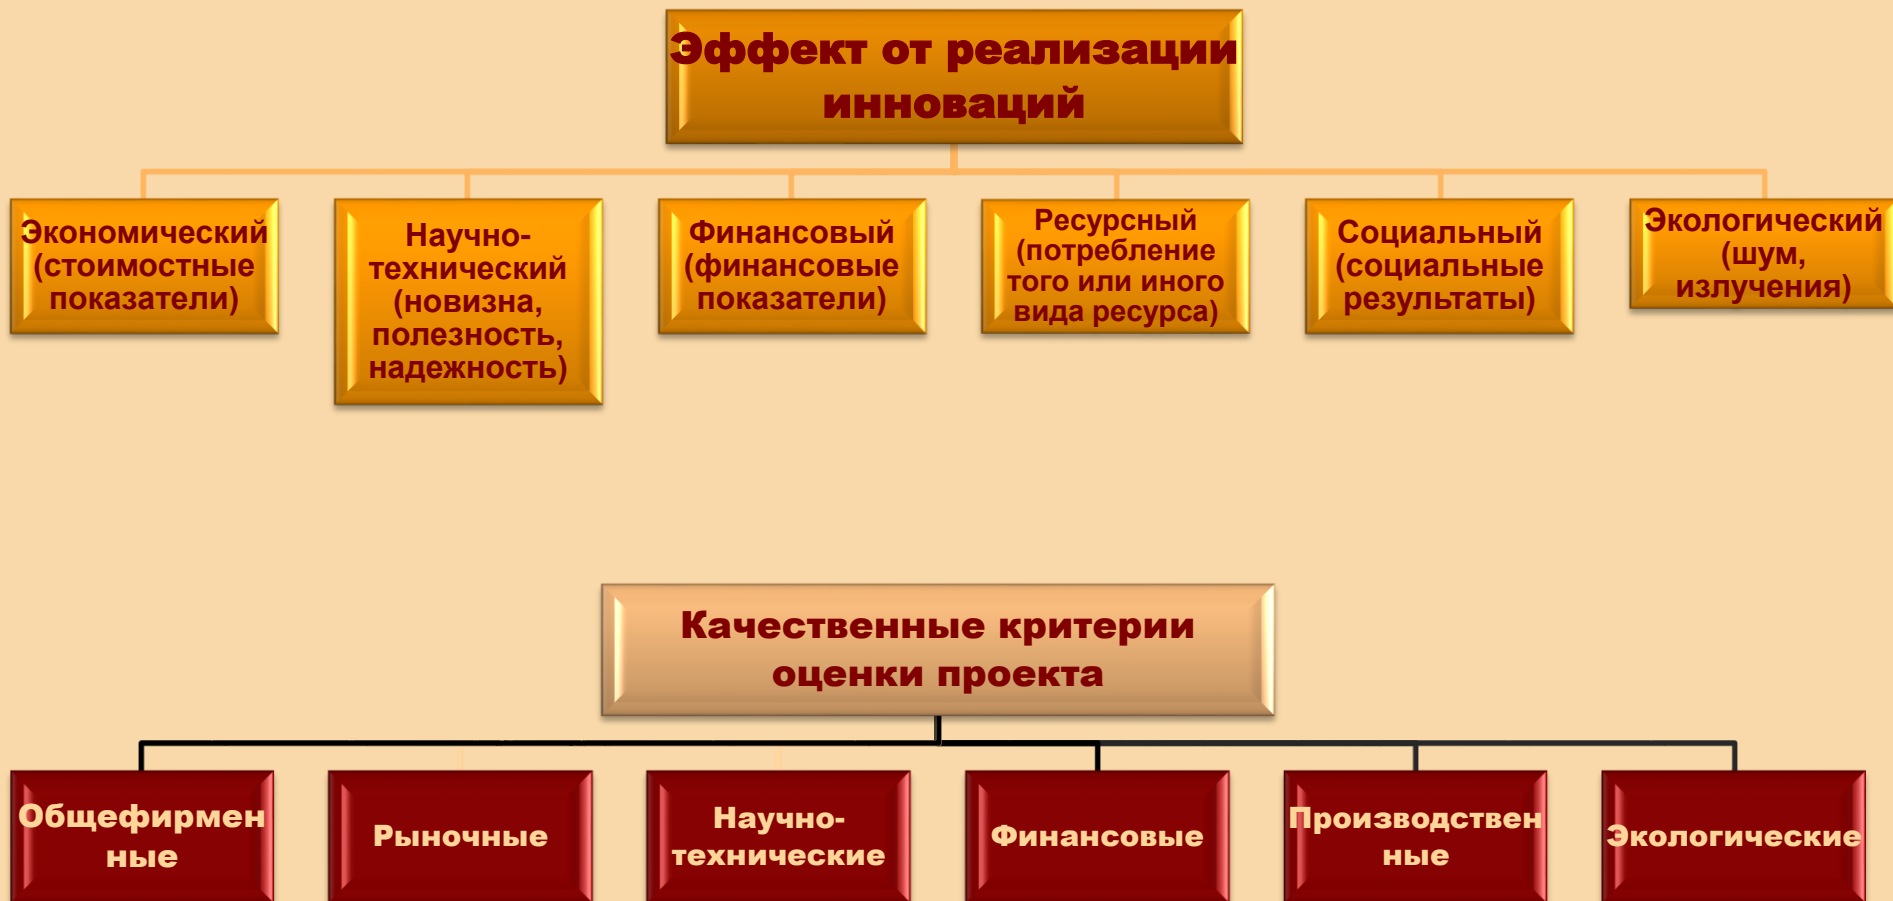 Эффект от реализации
инноваций
Экономический
(стоимостные
показатели)
Научно-
технический
(новизна,
полезность,
надежность)
Финансовый
(финансовые
показатели)
Ресурсный
(потребление
того или иного
вида ресурса)
Социальный
(социальные
результаты)
Экологический
(шум,
излучения)
Качественные критерии
оценки проекта
Общефирмен
ные
Рыночные
Научно-
технические
Финансовые
Производствен
ные
Экологические